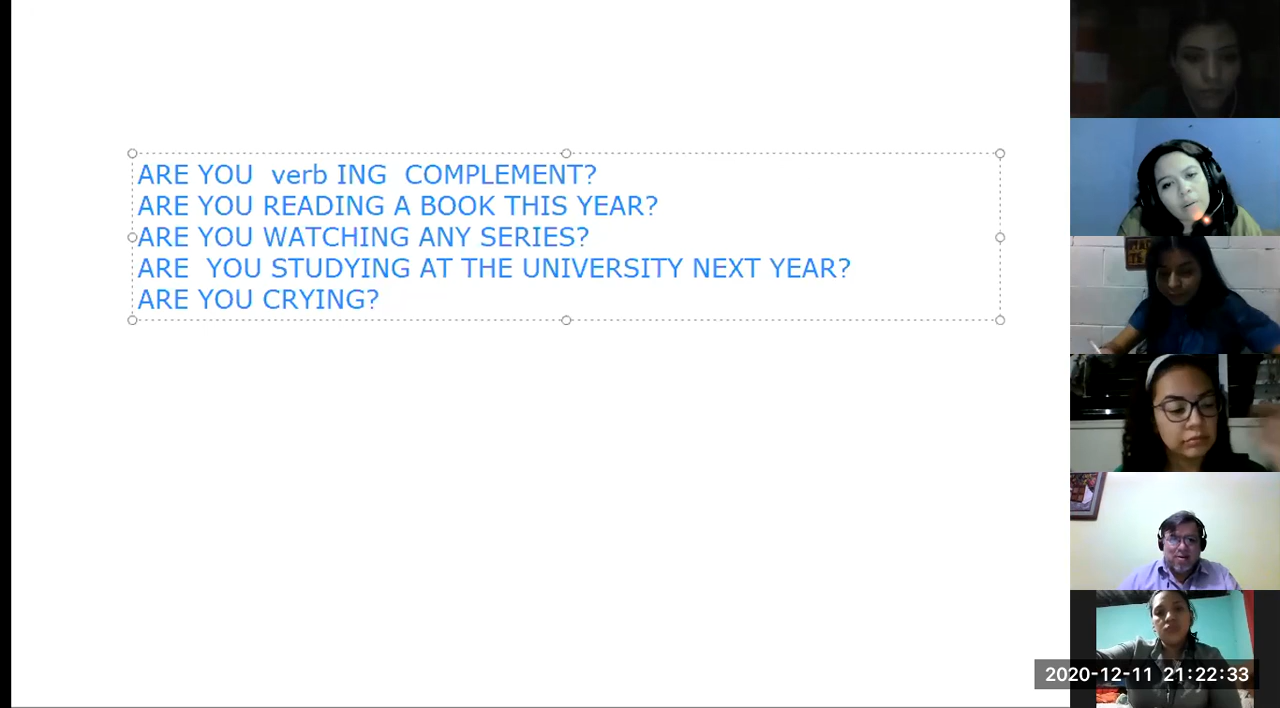 ARE YOU verb ING COMPLEMENT?
ARE YOU READING A BOOK THIS YEAR?
ARE YOU WATCHING ANY SERIES?
ARE YOU STUDYING AT THE UNIVERSITY NEXT YEAR?
ARE YOU CRYING?
2020-12-11 21:22:33